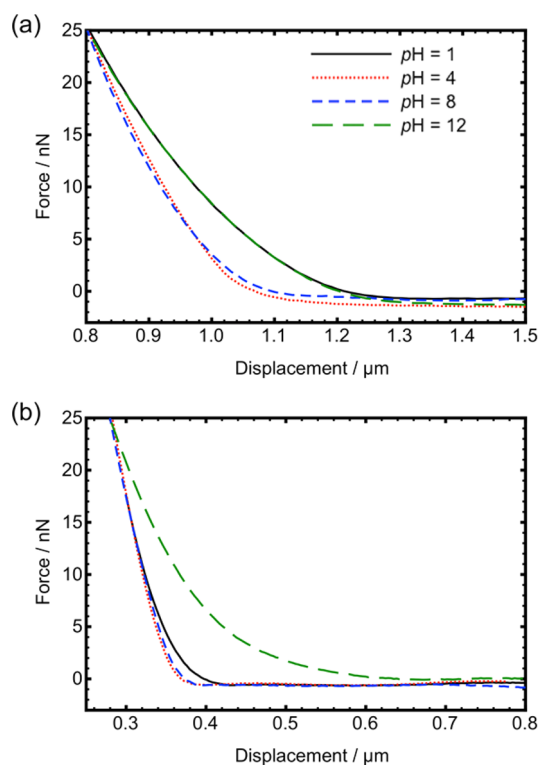 (a)
25
20
15
10
5
0
Force / nN
pH = 1
pH = 4
pH = 8
pH = 12
0.8 0.9 1.0 1.1 1.2 1.3 1.4 1.5
Displacement / µm
(b)
25
20
15
10
5
0
Force / nN
0.3 0.4 0.5 0.6 0.7 0.8
Displacement / µm